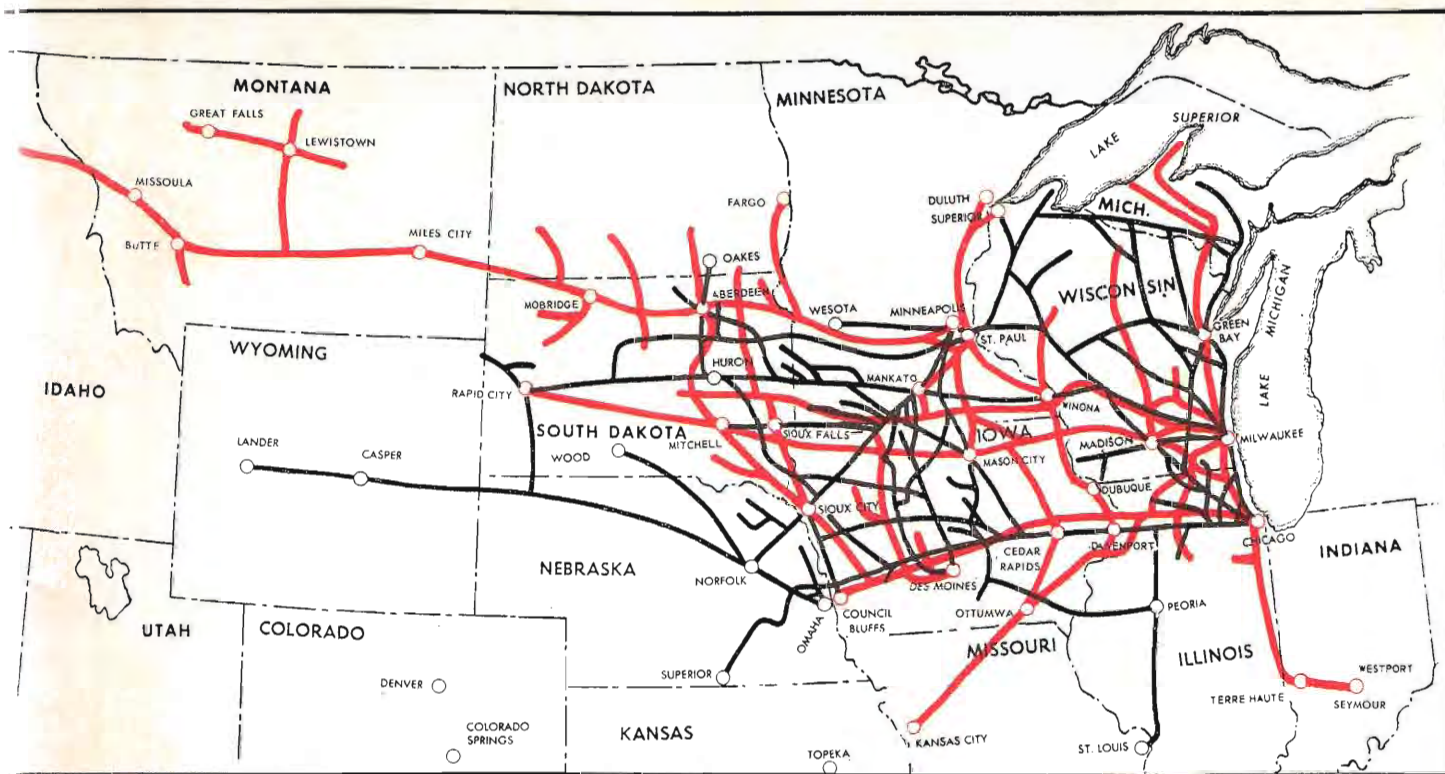 MONTANA
NORTH DAKOTA
MINNESOTA
GREAT FALLS
LEWISTOWN
LAKE
SUPERIOR
MISSOULA
FARGO
DULUTH
SUPERIOR
MICH.
BUTTE
MILES CITY
OAKES
MOBRIDGE
ABERDEEN
WESOTA
MINNEAPOLIS
WISCONSIN
LAKE
MICHIGAN
GREEN
BAY
ST. PAUL
WYOMING
HURON
MANKATO
IDAHO
RAPID CITY
WINONA
SOUTH DAKOTA
MITCHELL
SIOUX FALLS
IOWA
MADISON
MILWAUKEE
LANDER
CASPER
WOOD
MASON CITY
DUBUQUE
SIOUX CITY
CHICAGO
INDIANA
CEDAR
RAPIDS
DAVENPORT
NEBRASKA
NORFOLK
DES MOINES
OMAHA
COUNCIL
BLUFFS
OTTUMWA
PEORIA
UTAH
COLORADO
MISSOURI
ILLINOIS
SUPERIOR
DENVER
TERRE HAUTE
WESTPORT
SEYMOUR
COLORADO
SPRINGS
KANSAS
KANSAS CITY
ST. LOUIS
TOPEKA